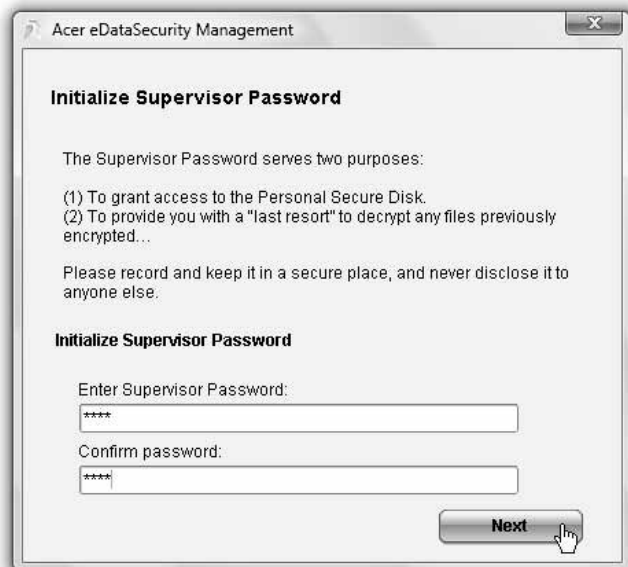 Acer eDataSecurity Management
Initialize Supervisor Password
The Supervisor Password serves two purposes:
(1) To grant access to the Personal Secure Disk.
(2) To provide you with a "last resort" to decrypt any files previously
encrypted...
Please record and keep it in a secure place, and never disclose it to
anyone else.
Initialize Supervisor Password
Enter Supervisor Password:
****
Confirm password:
****
Next